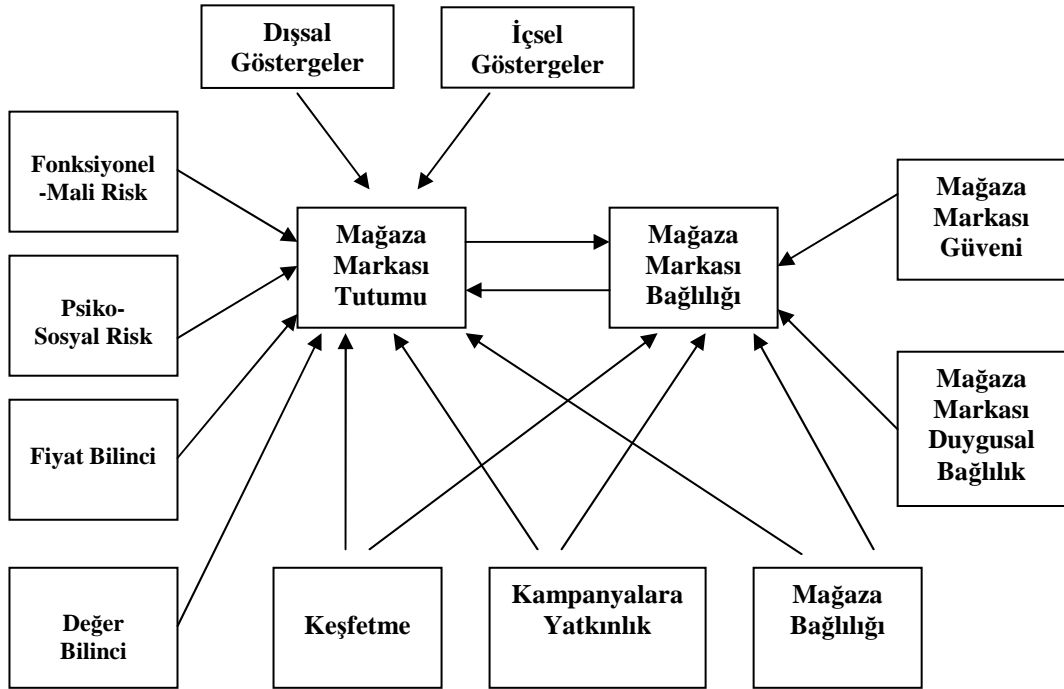 Dışsal
Göstergeler
İçsel
Göstergeler
Fonksiyonel
-Mali Risk
Mağaza
Markası
Tutumu
Mağaza
Markası
Bağlılığı
Mağaza
Markası
Güveni
Psiko-
Sosyal Risk
Fiyat Bilinci
Mağaza
Markası
Duygusal
Bağlılık
Değer
Bilinci
Keşfetme
Kampanyalara
Yatkınlık
Mağaza
Bağlılığı